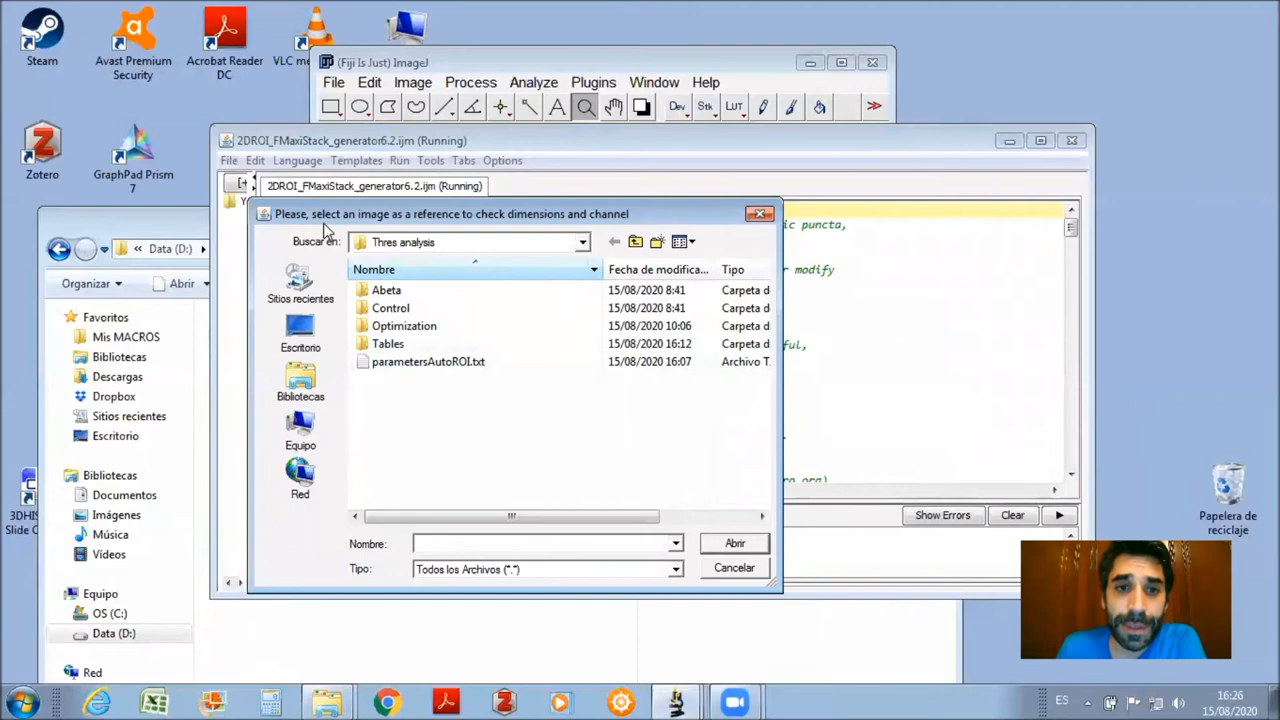 Steam
Avast Premium
Security
Acrobat Reader
DC
VLC me
(Fiji Is Just) ImageJ
File Edit Image Process Analyze Plugins Window Help
Dev. Stk LUT
Zotero
GraphPad Prism
7
2DROI_FMaxiStack_generator6.2.ijm (Running)
File Edit Language Templates Run Tools Tabs Options
[+
2DROI_FMaxiStack_generator6.2.ijm (Running)
Please, select an image as a reference to check dimensions and channel
Buscar en: Thres analysis
ic puncta,
r modify
ful,
Nombre Fecha de modifica... Tipo
Abeta 15/08/2020 8:41 Carpeta d
Control 15/08/2020 8:41 Carpeta d
Optimization 15/08/2020 10:06 Carpeta d
Tables 15/08/2020 16:12 Carpeta d
parametersAutoROI.txt 15/08/2020 16:07 Archivo T.
Sitios recientes
Escritorio
Bibliotecas
Equipo
Red
Nombre: Abrir
Tipo: Todos los Archivos (*.*) Cancelar
Show Errors Clear
Data (D:)
Organizar Abrir
Favoritos
Mis MACROS
Bibliotecas
Descargas
Dropbox
Sitios recientes
Escritorio
Bibliotecas
Documentos
Imágenes
Música
Vídeos
Equipo
OS (C:)
Data (D:)
Red
3DHIS
Slide C
Papelera de
reciclaje
ES
16:26
15/08/2020